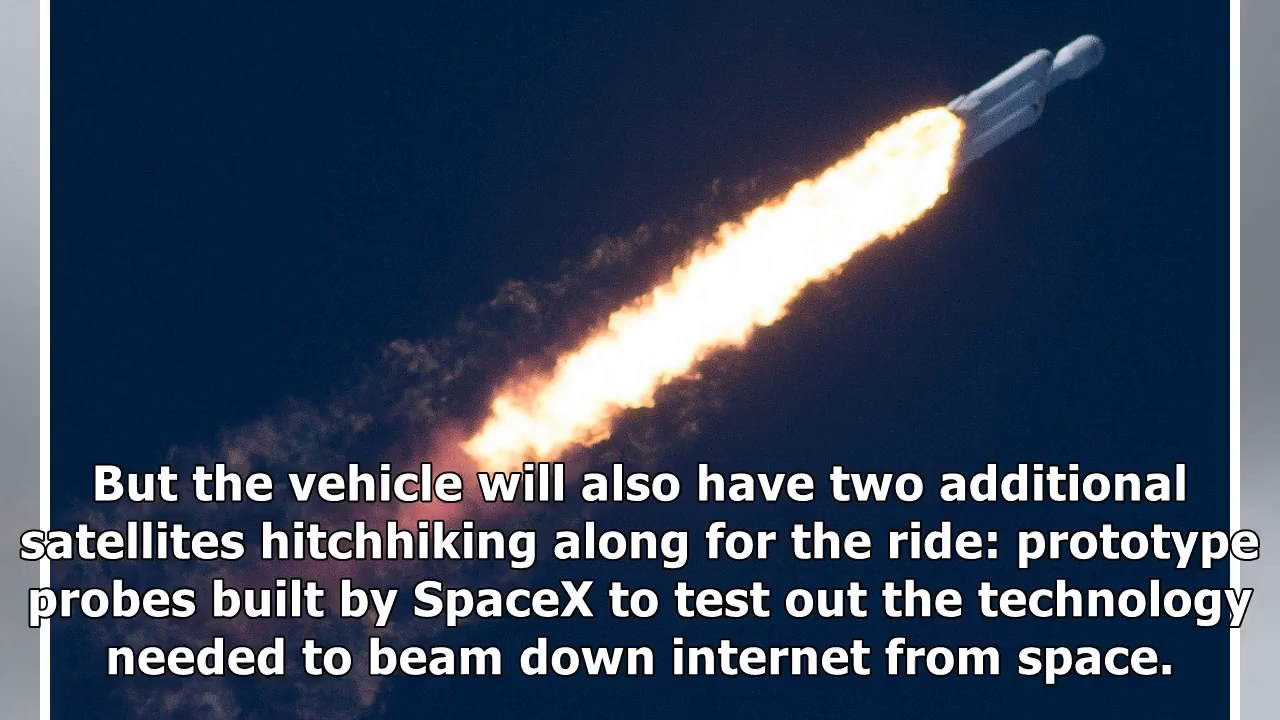 But the vehicle will also have two additional
satellites hitchhiking along for the ride: prototype
probes built by SpaceX to test out the technology
needed to beam down internet from space.